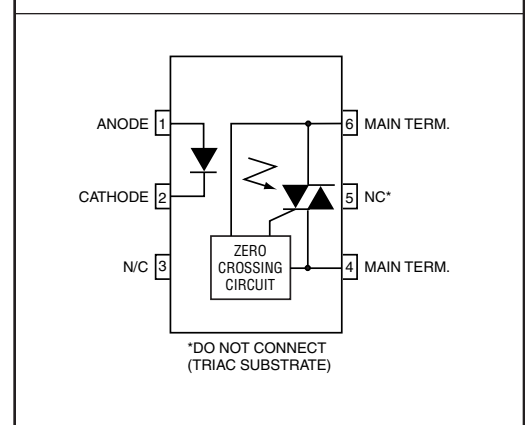 ANODE 1
6 MAIN TERM.
CATHODE 2
5 NC*
N/C 3
ZERO
CROSSING
CIRCUIT
4 MAIN TERM.
*DO NOT CONNECT
(TRIAC SUBSTRATE)